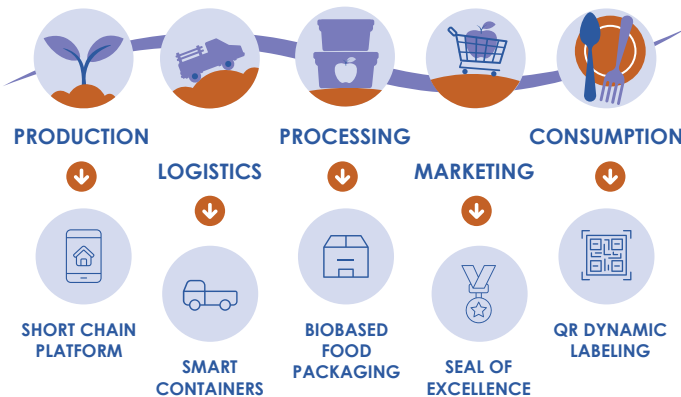 PRODUCTION
LOGISTICS
PROCESSING
MARKETING
CONSUMPTION
SHORT CHAIN
PLATFORM
SMART
CONTAINERS
BIOBASED
FOOD
PACKAGING
SEAL OF
EXCELLENCE
QR DYNAMIC
LABELING